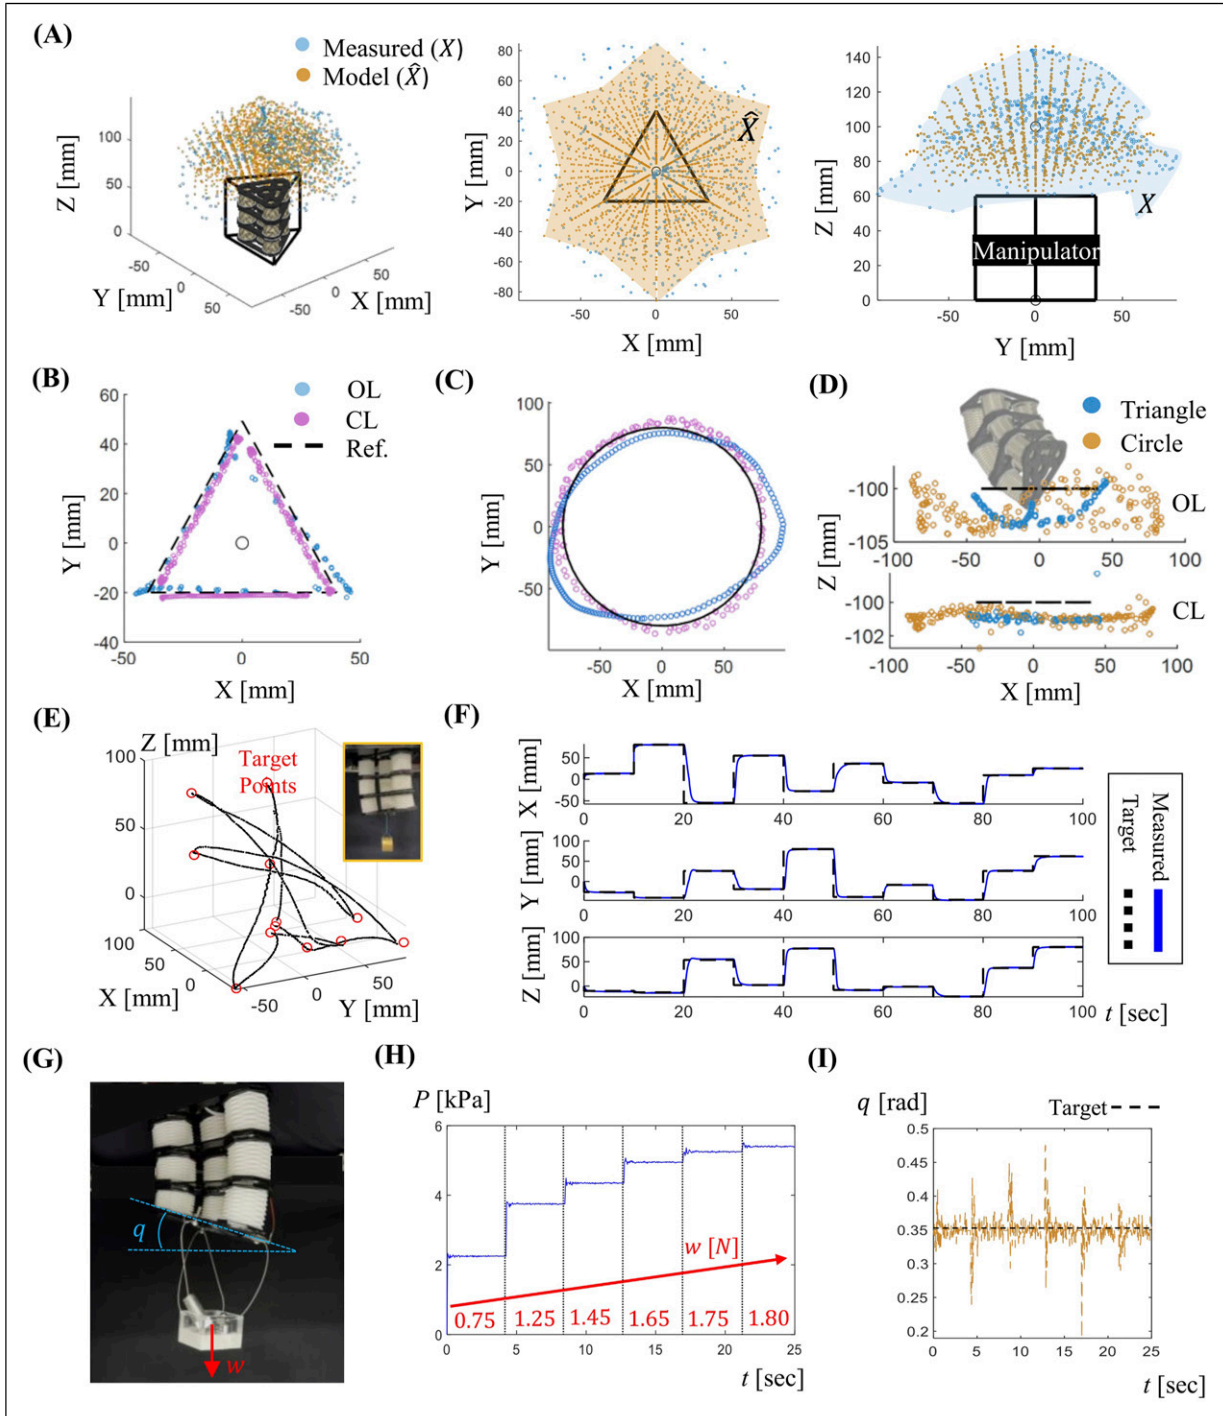 (A)
Measured (X)
Model (X̂)
Z [mm]
100
50
0
-50
0
50
Y [mm]
50
0
-50
X [mm]
Y [mm]
80
60
40
20
0
-20
-40
-60
-80
X̂
-50
0
50
X [mm]
Z [mm]
140
120
100
80
60
40
20
0
X
Manipulator
-50
0
50
Y [mm]
(B)
OL
CL
Ref.
Y [mm]
60
40
20
0
-20
-40
-50
0
50
X [mm]
(C)
Y [mm]
100
50
0
-50
-50
0
50
X [mm]
(D)
Triangle
Circle
Z [mm]
-100
-105
OL
-100
-50
0
50
100
-100
-102
CL
-100
-50
0
50
100
X [mm]
(E)
Z [mm]
100
50
0
Target
Points
100
50
0
X [mm]
-50
0
50
Y [mm]
(F)
X [mm]
50
0
-50
0
20
40
60
80
100
Y [mm]
100
50
0
0
20
40
60
80
100
Z [mm]
100
50
0
0
20
40
60
80
100
t [sec]
Target
Measured
(G)
q
w
(H)
P [kPa]
6
4
2
0
w [N]
0.75
1.25
1.45
1.65
1.75
1.80
0
5
10
15
20
25
t [sec]
(I)
q [rad]
Target
0.5
0.45
0.4
0.35
0.3
0.25
0.2
0
5
10
15
20
25
t [sec]